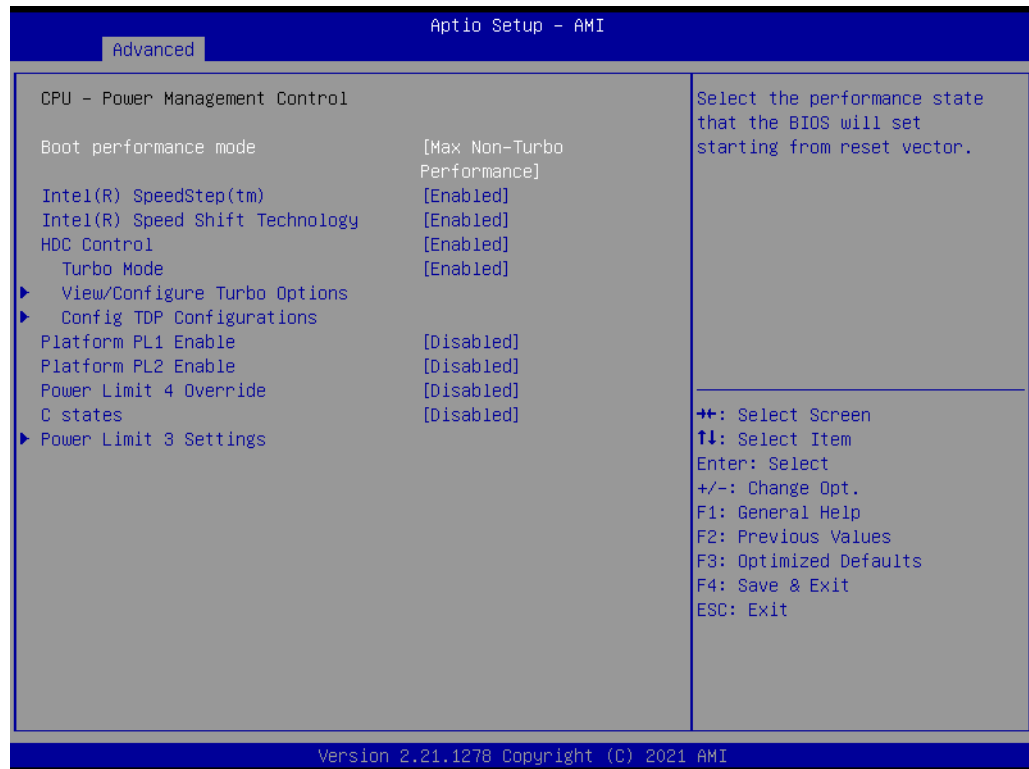 Aptio Setup – AMI
Advanced
CPU – Power Management Control
Boot performance mode [Max Non-Turbo
Performance]
Intel(R) SpeedStep(tm) [Enabled]
Intel(R) Speed Shift Technology [Enabled]
HDC Control [Enabled]
Turbo Mode [Enabled]
View/Configure Turbo Options
Config TDP Configurations
Platform PL1 Enable [Disabled]
Platform PL2 Enable [Disabled]
Power Limit 4 Override [Disabled]
C states [Disabled]
Power Limit 3 Settings
Select the performance state
that the BIOS will set
starting from reset vector.
→←: Select Screen
↑↓: Select Item
Enter: Select
+/-: Change Opt.
F1: General Help
F2: Previous Values
F3: Optimized Defaults
F4: Save & Exit
ESC: Exit
Version 2.21.1278 Copyright (C) 2021 AMI